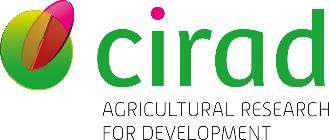 cirad
AGRICULTURAL RESEARCH
FOR DEVELOPMENT